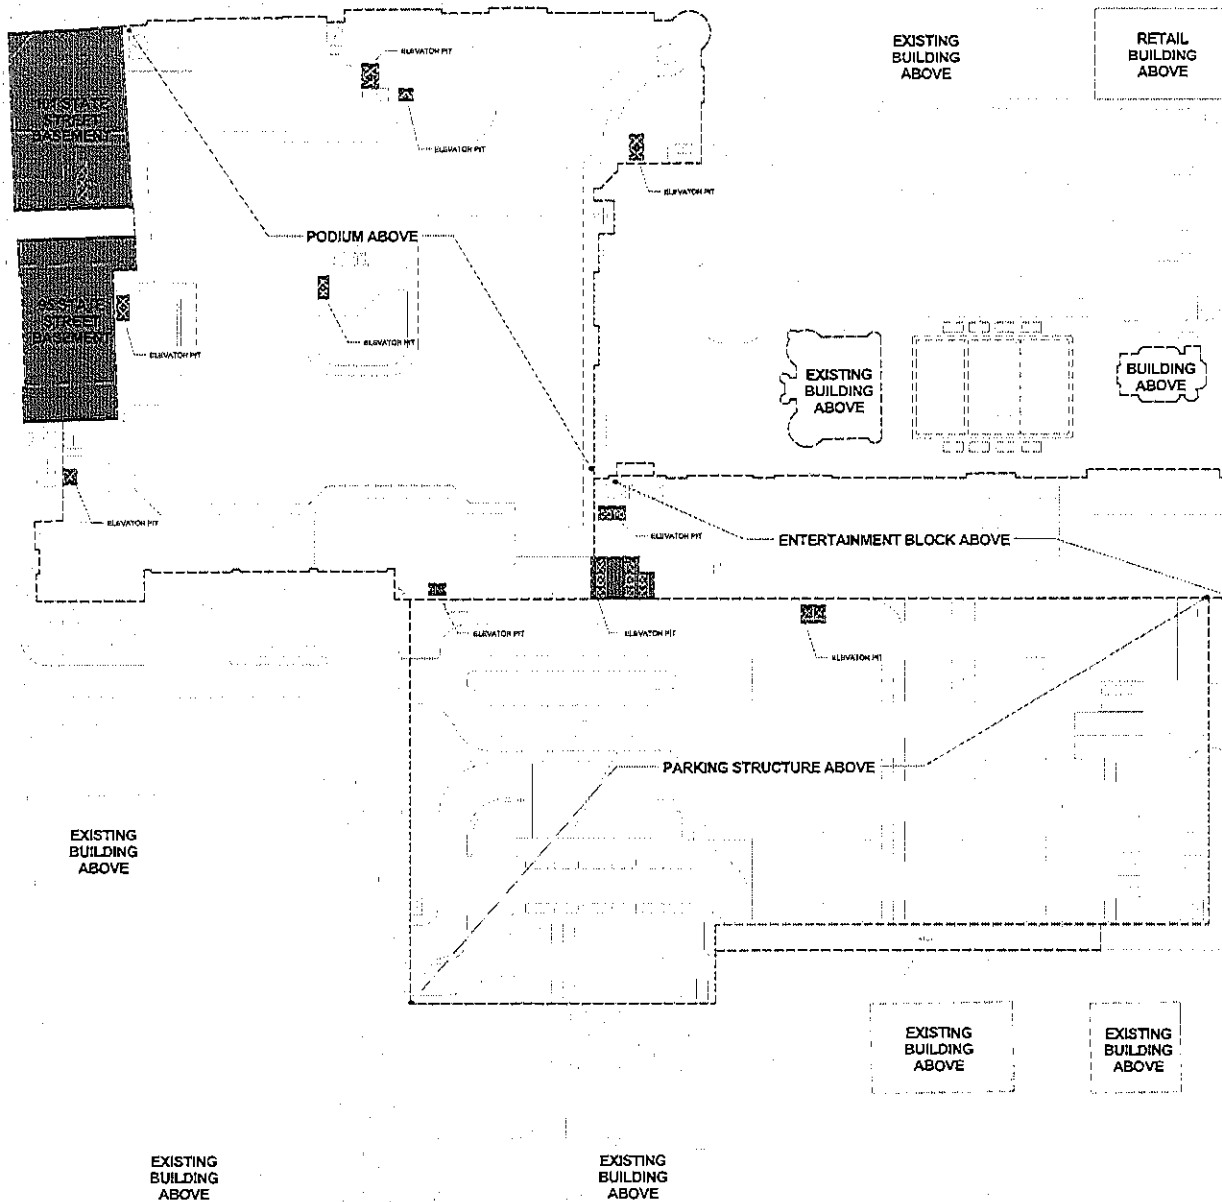 EXISTING
BUILDING
ABOVE
RETAIL
BUILDING
ABOVE
ELEVATOR PIT
STATE
STREET
BASEMENT
ELEVATOR PIT
ELEVATOR PIT
PODIUM ABOVE
STATE
STREET
BASEMENT
ELEVATOR PIT
ELEVATOR PIT
EXISTING
BUILDING
ABOVE
BUILDING
ABOVE
ELEVATOR PIT
ELEVATOR PIT
ENTERTAINMENT BLOCK ABOVE
ELEVATOR PIT
ELEVATOR PIT
ELEVATOR PIT
PARKING STRUCTURE ABOVE
EXISTING
BUILDING
ABOVE
EXISTING
BUILDING
ABOVE
EXISTING
BUILDING
ABOVE
EXISTING
BUILDING
ABOVE
EXISTING
BUILDING
ABOVE